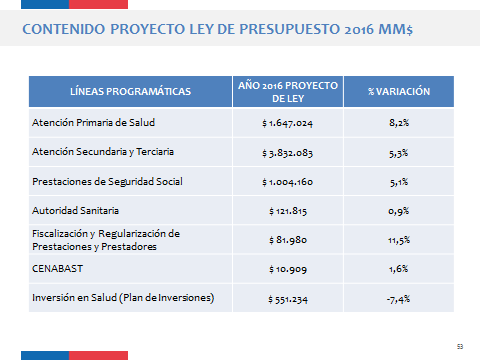 CONTENIDO PROYECTO LEY DE PRESUPUESTO 2016 MM$
LÍNEAS PROGRAMÁTICAS AÑO 2016 PROYECTO DE LEY % VARIACIÓN
Atención Primaria de Salud $ 1.647.024 8,2%
Atención Secundaria y Terciaria $ 3.832.083 5,3%
Prestaciones de Seguridad Social $ 1.004.160 5,1%
Autoridad Sanitaria $ 121.815 0,9%
Fiscalización y Regularización de
Prestaciones y Prestadores $ 81.980 11,5%
CENABAST $ 10.909 1,6%
Inversión en Salud (Plan de Inversiones) $ 551.234 -7,4%
53